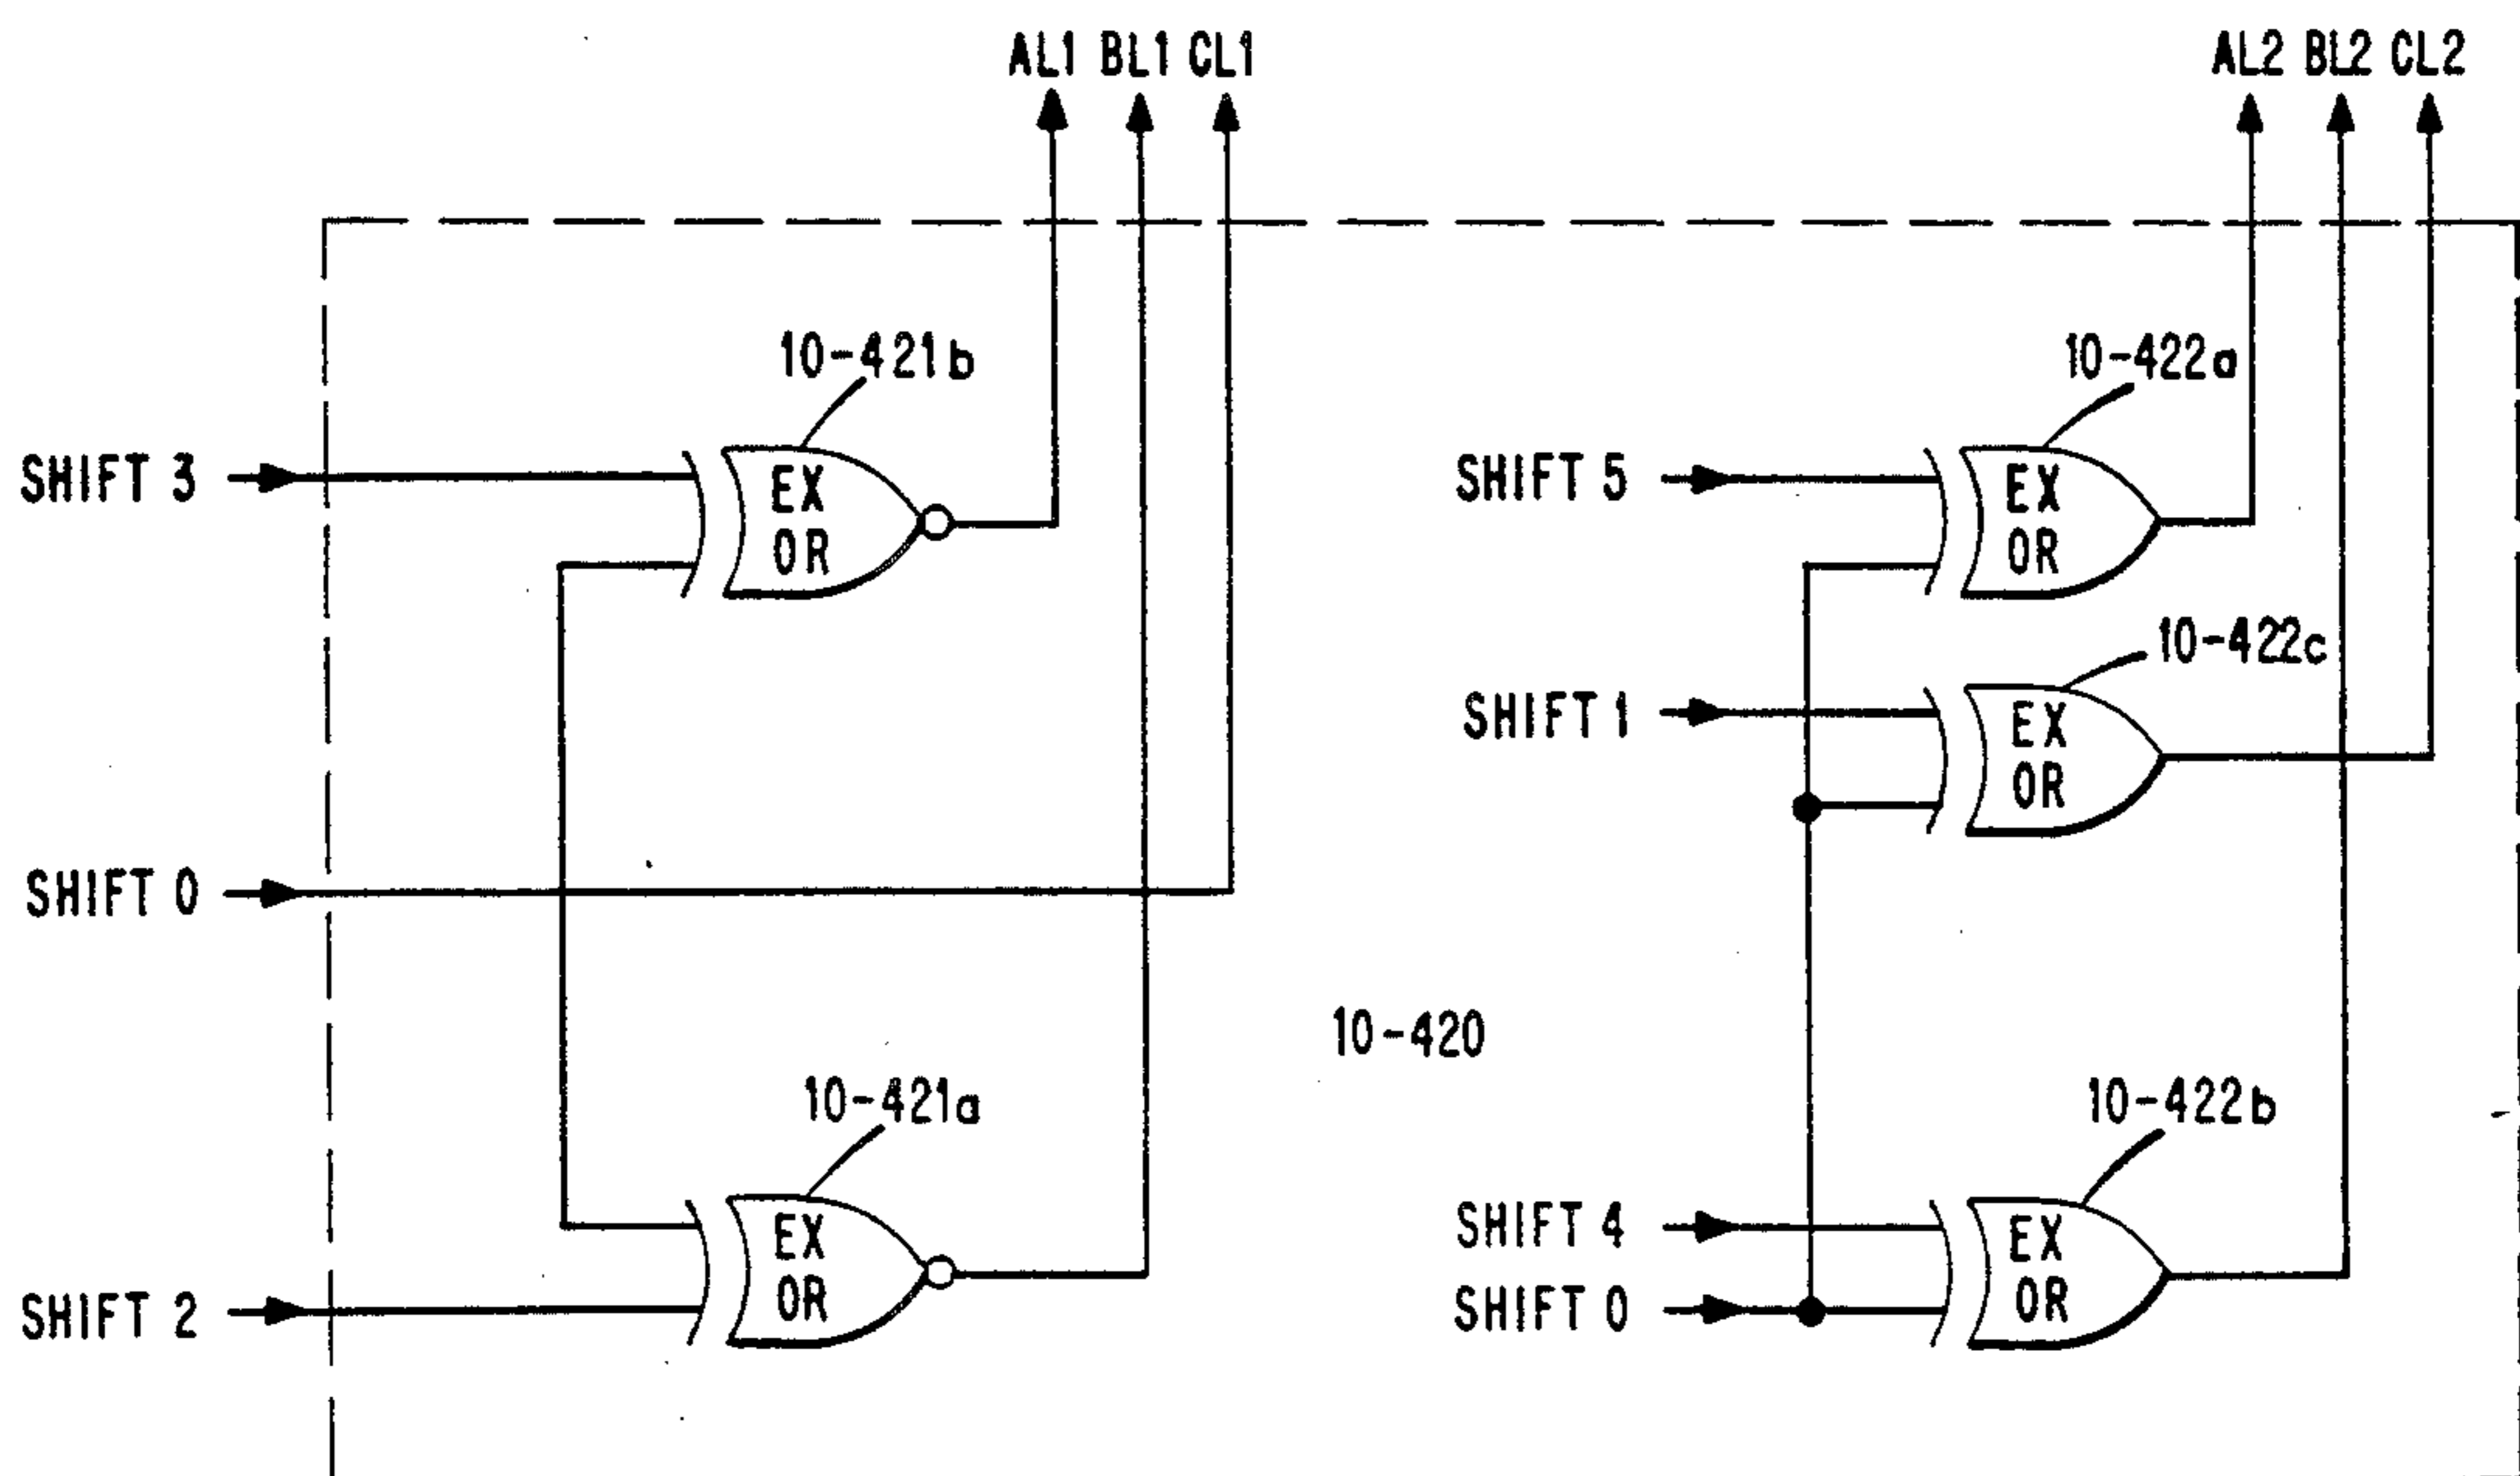 AL1 BL1 CL1
AL2 BL2 CL2
10-421b
10-422a
SHIFT 3
EX
OR
SHIFT 5
EX
OR
10-422c
SHIFT 1
EX
OR
SHIFT 0
10-420
10-421a
10-422b
SHIFT 4
EX
OR
EX
OR
SHIFT 2
SHIFT 0